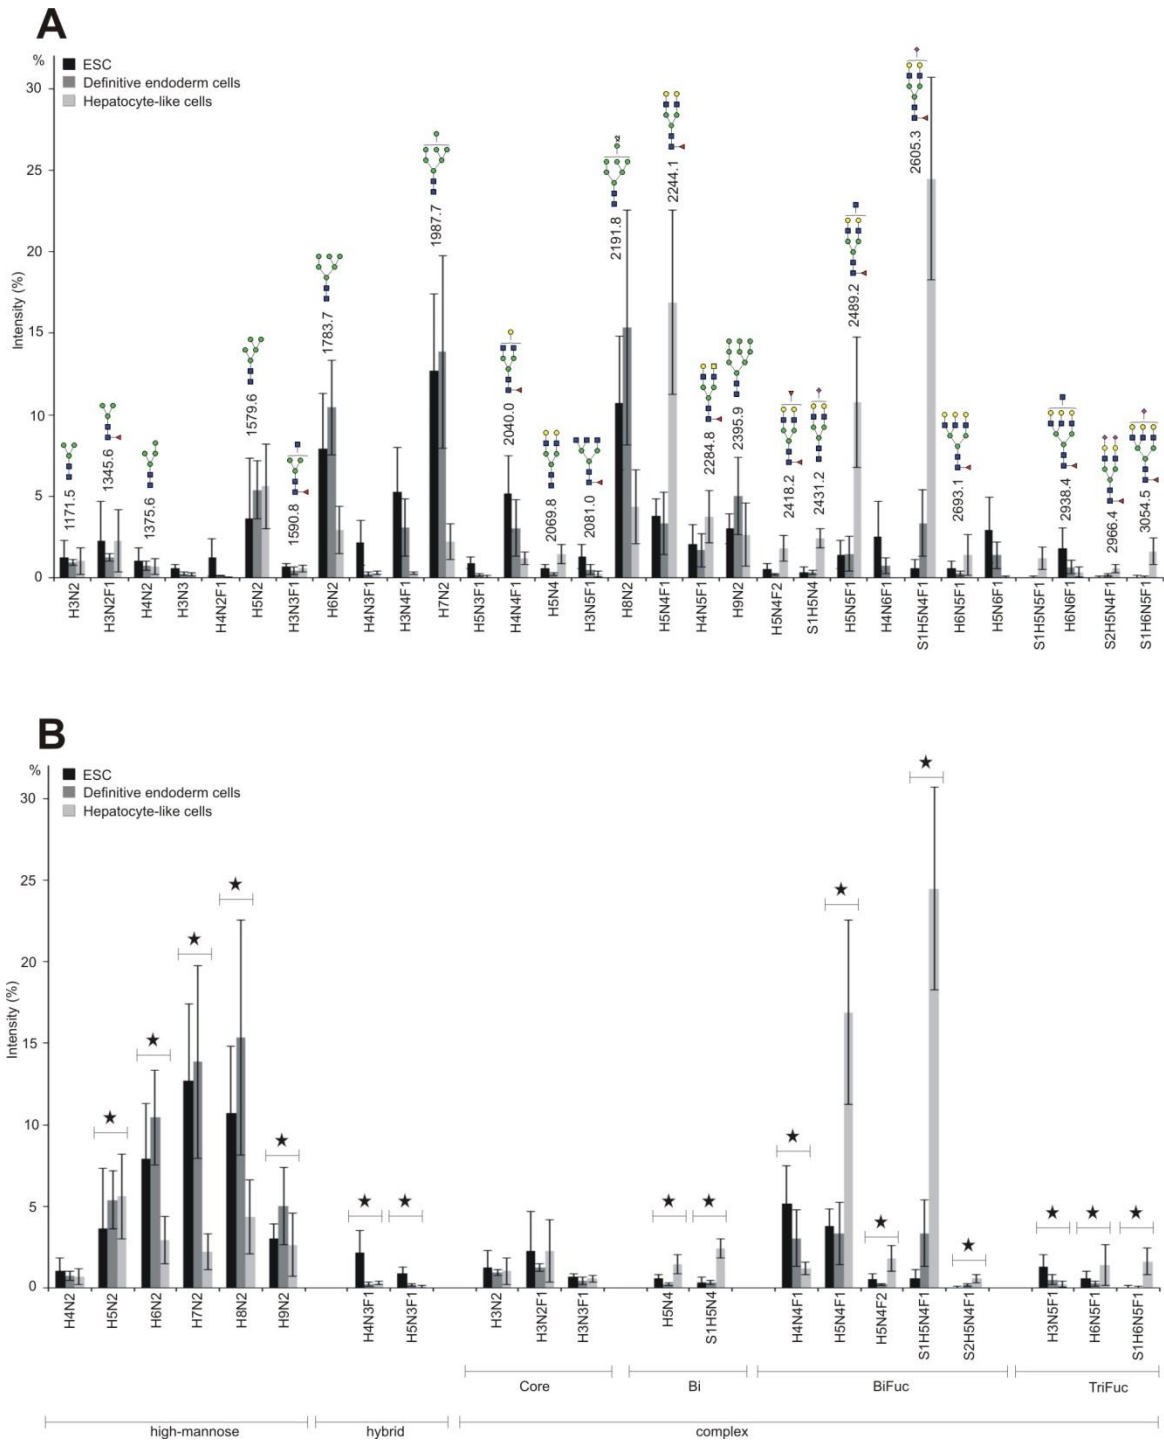 A
%
ESC
Definitive endoderm cells
Hepatocyte-like cells
30
25
20
15
10
5
0
Intensity (%)
1171.5
1345.6
1375.6
1579.6
1590.8
1783.7
1987.7
2040.0
2069.8
2081.0
2191.8
x2
2244.1
2284.8
2395.9
2418.2
2431.2
2489.2
2605.3
2693.1
2938.4
2966.4
3054.5
H3N2
H3N2F1
H4N2
H3N3
H4N2F1
H5N2
H3N3F1
H6N2
H4N3F1
H3N4F1
H7N2
H5N3F1
H4N4F1
H5N4
H3N5F1
H8N2
H5N4F1
H4N5F1
H9N2
H5N4F2
S1H5N4
H5N5F1
H4N6F1
S1H5N4F1
H6N5F1
H5N6F1
S1H5N5F1
H6N6F1
S2H5N4F1
S1H6N5F1
B
%
ESC
Definitive endoderm cells
Hepatocyte-like cells
30
25
20
15
10
5
0
Intensity (%)
H4N2
H5N2
H6N2
H7N2
H8N2
H9N2
H4N3F1
H5N3F1
H3N2
H3N2F1
H3N3F1
H5N4
S1H5N4
H4N4F1
H5N4F1
H5N4F2
S1H5N4F1
S2H5N4F1
H3N5F1
H6N5F1
S1H6N5F1
Core
Bi
BiFuc
TriFuc
high-mannose
hybrid
complex